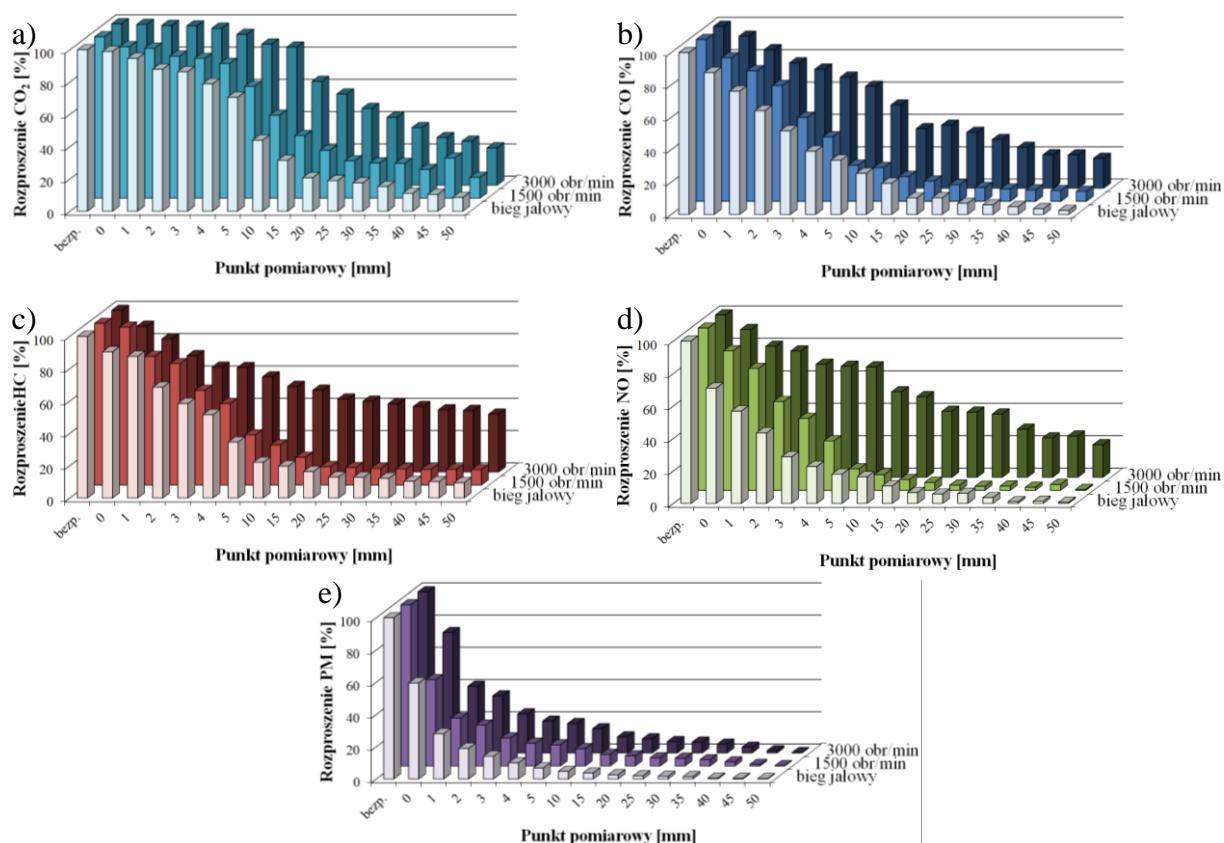 a)
Rozproszenie CO₂ [%]
100
80
60
40
20
0
bezp. 0 1 2 3 4 5 10 15 20 25 30 35 40 45 50
3000 obr/min
1500 obr/min
bieg jałowy
Punkt pomiarowy [mm]
b)
Rozproszenie CO [%]
100
80
60
40
20
0
bezp. 0 1 2 3 4 5 10 15 20 25 30 35 40 45 50
3000 obr/min
1500 obr/min
bieg jałowy
Punkt pomiarowy [mm]
c)
RozproszenieHC [%]
100
80
60
40
20
0
bezp. 0 1 2 3 4 5 10 15 20 25 30 35 40 45 50
3000 obr/min
1500 obr/min
bieg jałowy
Punkt pomiarowy [mm]
d)
Rozproszenie NO [%]
100
80
60
40
20
0
bezp. 0 1 2 3 4 5 10 15 20 25 30 35 40 45 50
3000 obr/min
1500 obr/min
bieg jałowy
Punkt pomiarowy [mm]
e)
Rozproszenie PM [%]
100
80
60
40
20
0
bezp. 0 1 2 3 4 5 10 15 20 25 30 35 40 45 50
3000 obr/min
1500 obr/min
bieg jałowy
Punkt pomiarowy [mm]